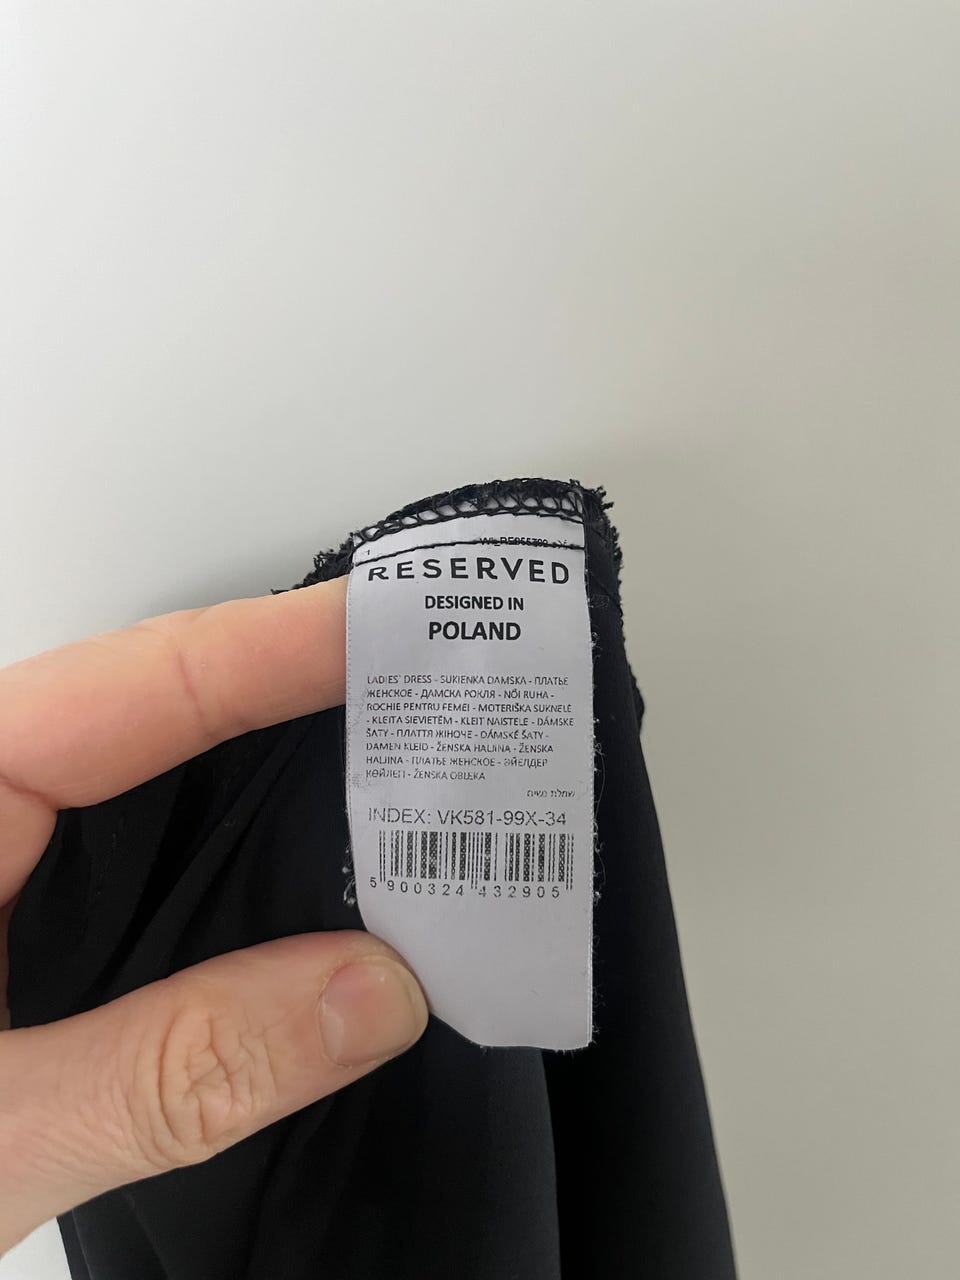 RESERVED
DESIGNED IN
POLAND
LADIES' DRESS - SUKIENKA DAMSKA - ПЛАТЬЕ
ЖЕНСКОЕ - ДАМСКА РОКЛЯ - NŐI RUHA -
ROCHIE PENTRU FEMEI - MOTERIŠKA SUKNELĖ
- KLEITA SIEVIETĒM - KLEIT NAISTELE - DÁMSKE
ŠATY - ПЛАТТЯ ЖІНОЧЕ - DÁMSKÉ ŠATY -
DAMEN KLEID - ŽENSKA HALJINA - ŽENSKA
HALJINA - ПЛАТЬЕ ЖЕНСКОЕ - ӘЙЕЛДЕР
КӨЙЛЕГІ - ŽENSKA OBLEKA
שמלת נשים
INDEX: VK581-99X-34
5 900324 432905